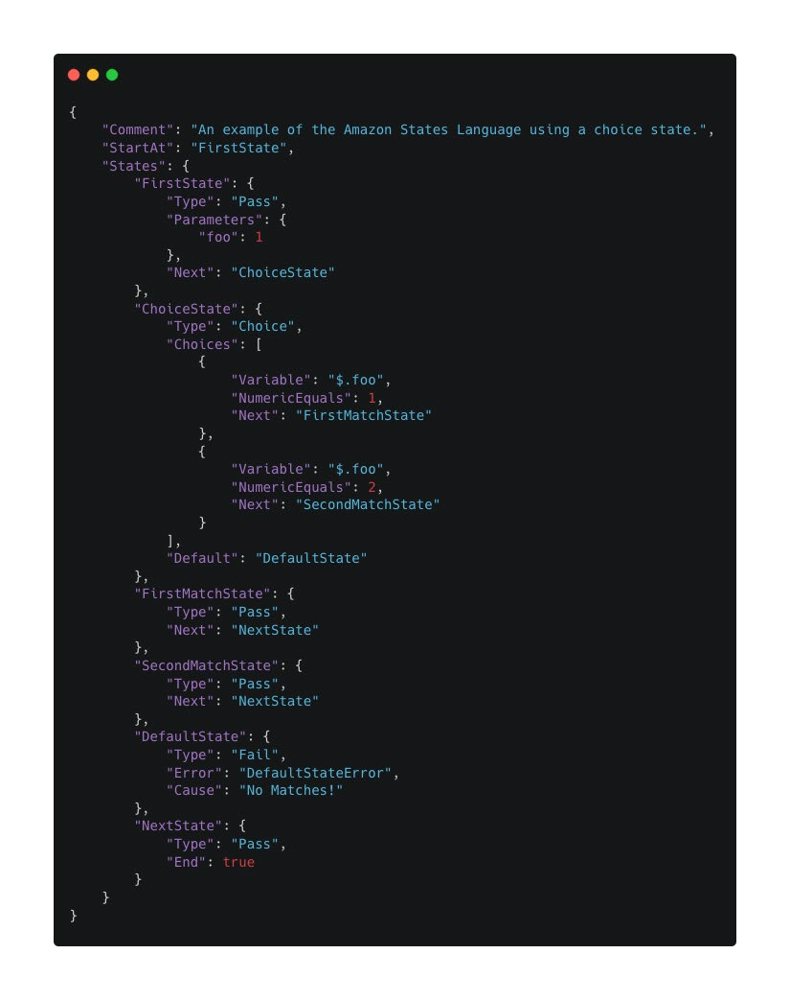 {
    "Comment": "An example of the Amazon States Language using a choice state.",
    "StartAt": "FirstState",
    "States": {
        "FirstState": {
            "Type": "Pass",
            "Parameters": {
                "foo": 1
            },
            "Next": "ChoiceState"
        },
        "ChoiceState": {
            "Type": "Choice",
            "Choices": [
                {
                    "Variable": "$.foo",
                    "NumericEquals": 1,
                    "Next": "FirstMatchState"
                },
                {
                    "Variable": "$.foo",
                    "NumericEquals": 2,
                    "Next": "SecondMatchState"
                }
            ],
            "Default": "DefaultState"
        },
        "FirstMatchState": {
            "Type": "Pass",
            "Next": "NextState"
        },
        "SecondMatchState": {
            "Type": "Pass",
            "Next": "NextState"
        },
        "DefaultState": {
            "Type": "Fail",
            "Error": "DefaultStateError",
            "Cause": "No Matches!"
        },
        "NextState": {
            "Type": "Pass",
            "End": true
        }
    }
}